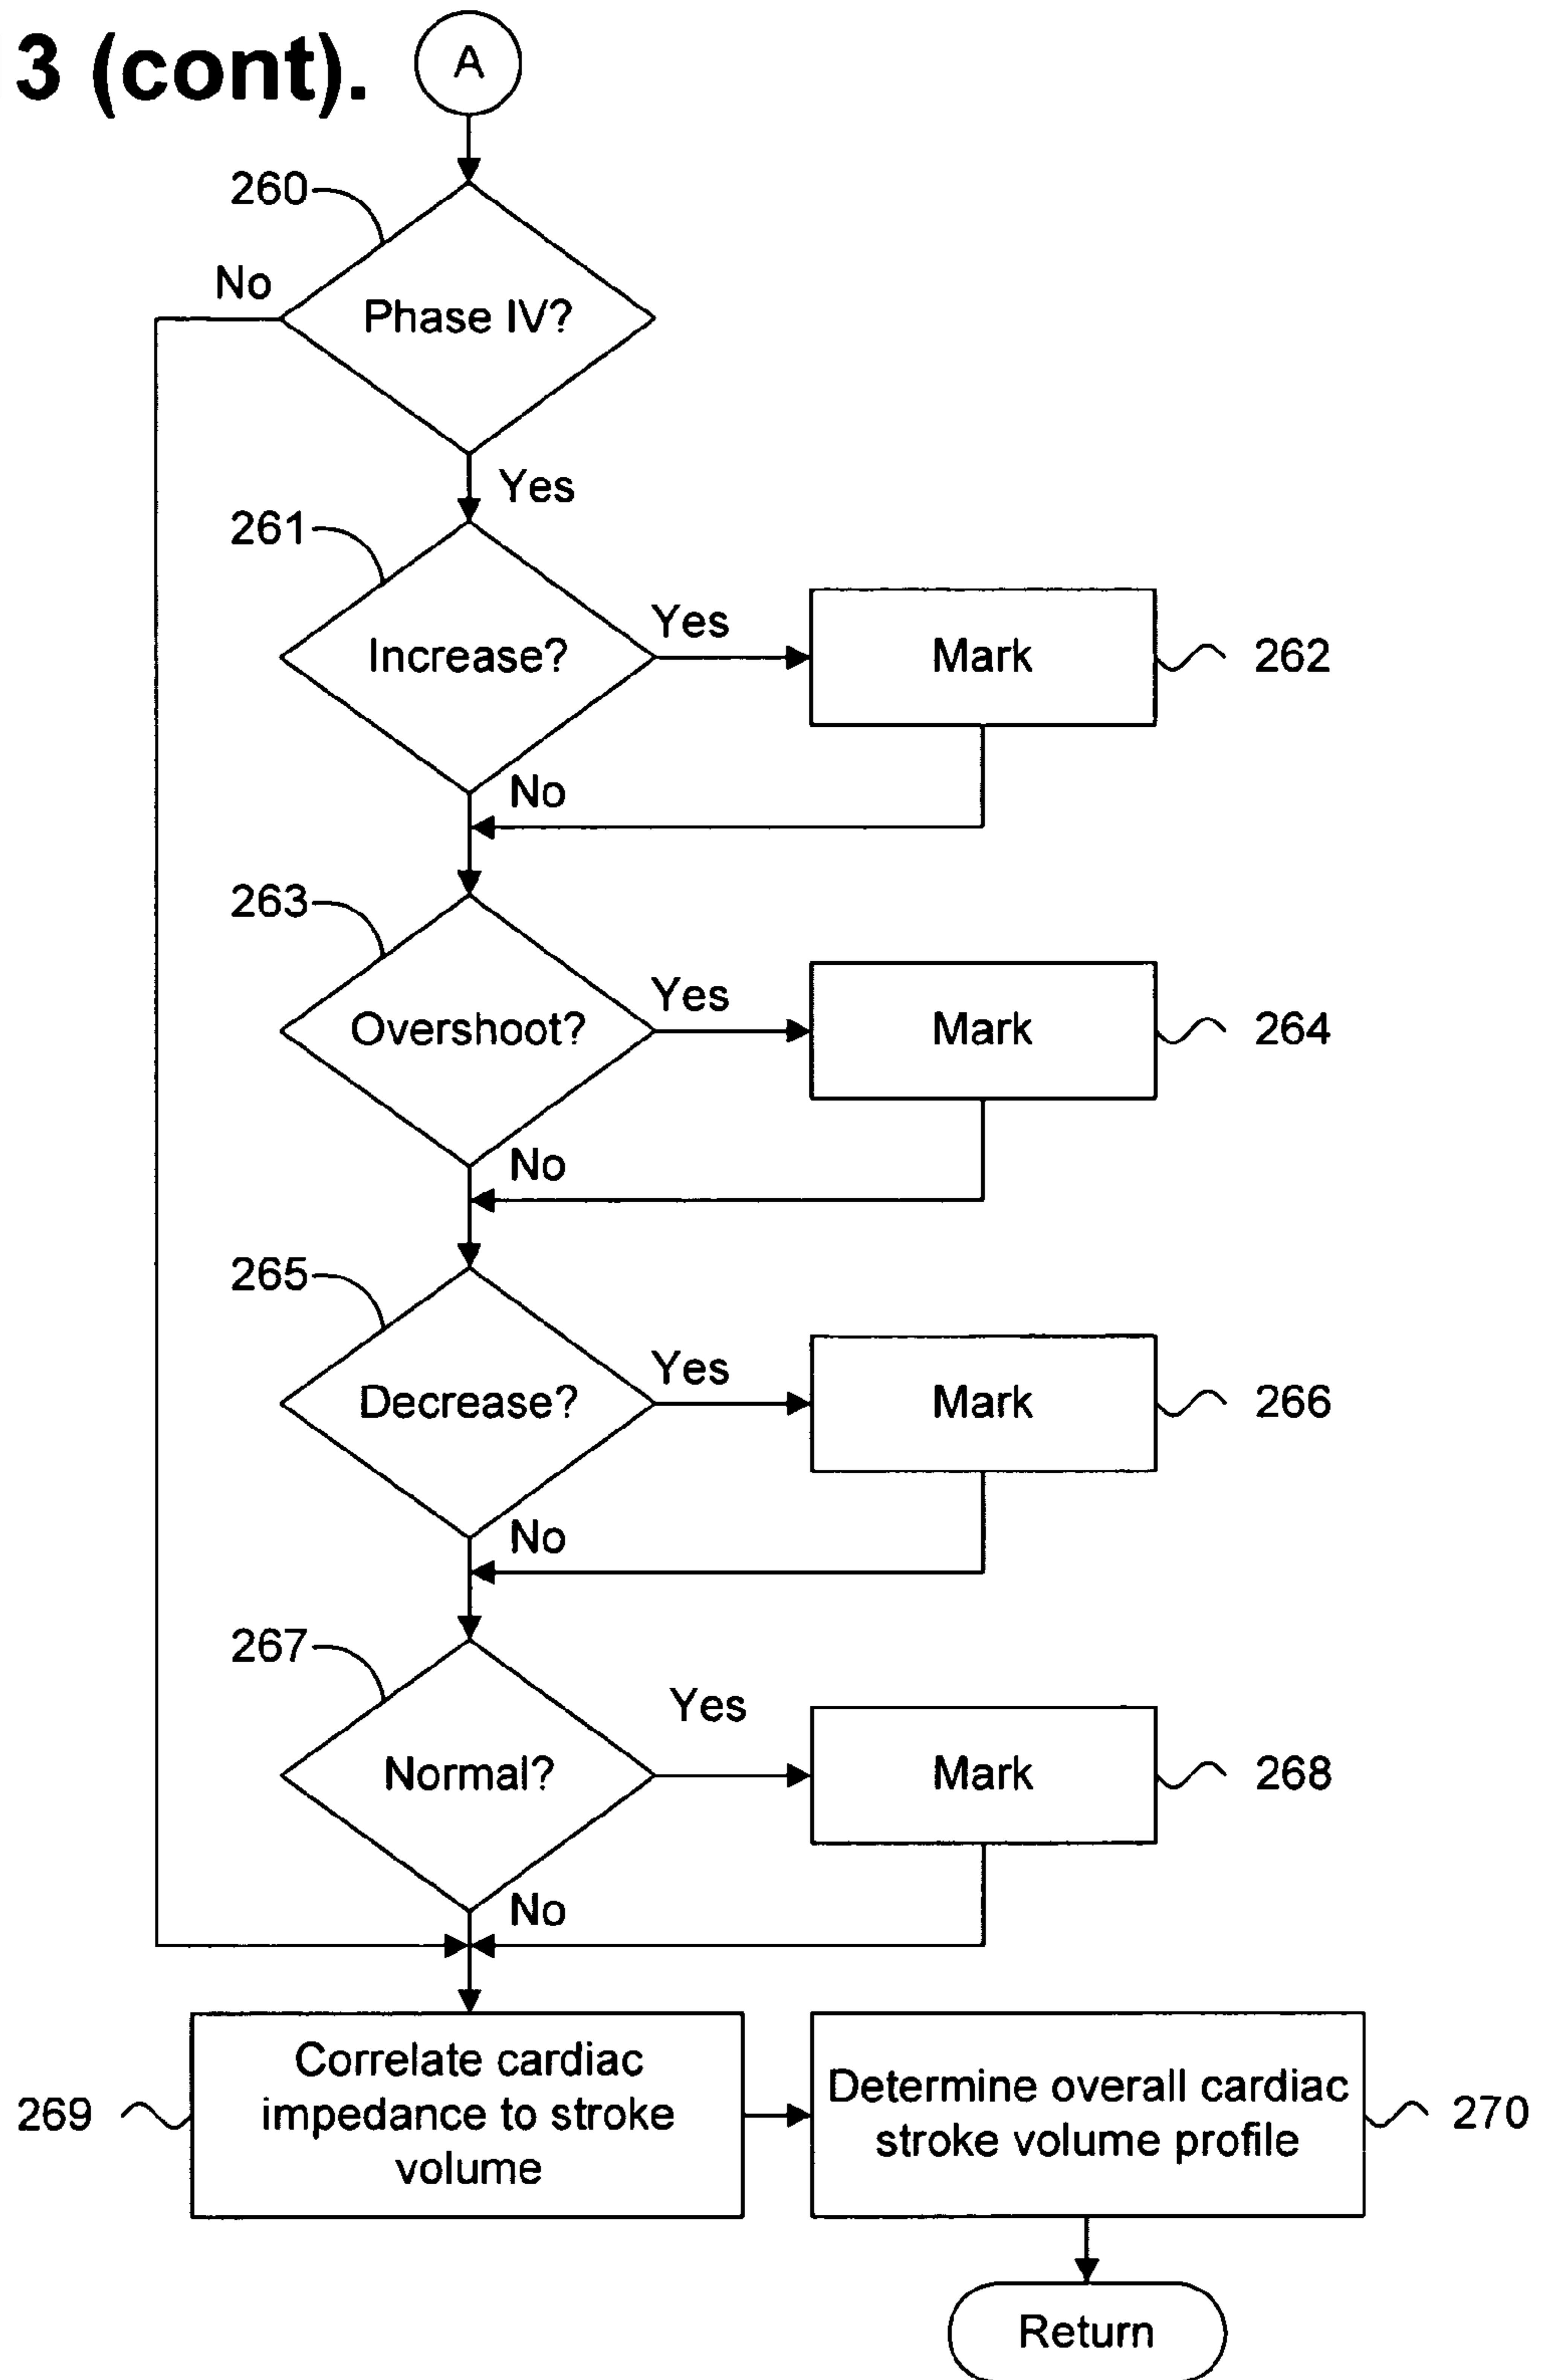 3 (cont).
A
260
No
Phase IV?
Yes
261
Increase?
Yes
Mark
262
No
263
Overshoot?
Yes
Mark
264
No
265
Decrease?
Yes
Mark
266
No
267
Normal?
Yes
Mark
268
No
269
Correlate cardiac
impedance to stroke
volume
Determine overall cardiac
stroke volume profile
270
Return